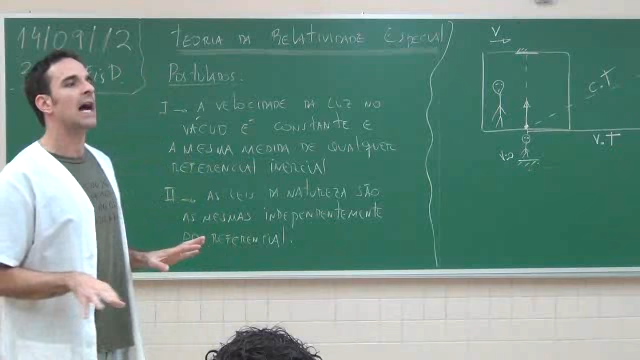 14/09/12
Teoria da Relatividade Especial
Postulados.
I - A velocidade da luz no
vácuo é constante e
a mesma medida de qualquer
referencial inercial
II - As leis da natureza são
as mesmas independentemente
do referencial.
V
C.T
V.T
V=0